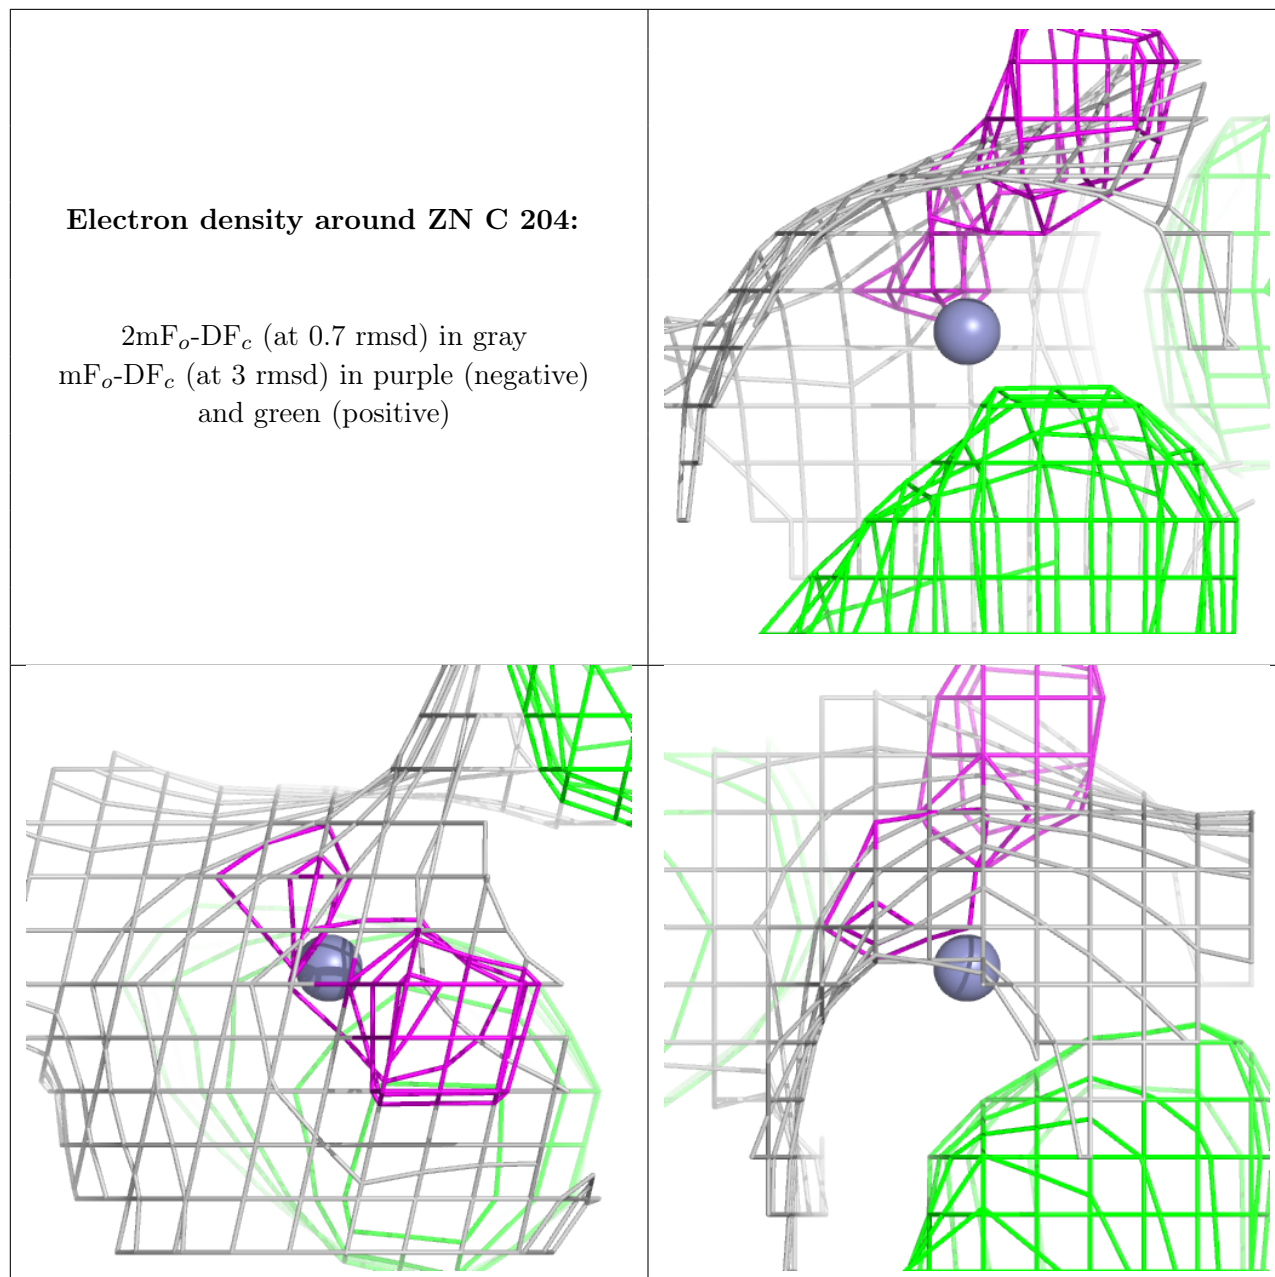 Electron density around ZN C 204:
2mFo-DFc (at 0.7 rmsd) in gray
mFo-DFc (at 3 rmsd) in purple (negative)
and green (positive)